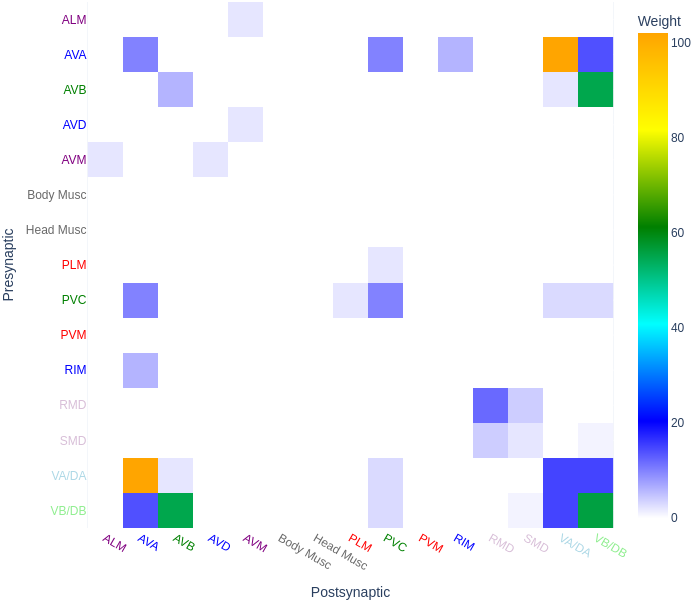 Weight
ALM
AVA
AVB
AVD
AVM
Body Musc
Head Musc
PLM
PVC
PVM
RIM
RMD
SMD
VA/DA
VB/DB
Presynaptic
100
80
60
40
20
0
ALM
AVA
AVB
AVD
AVM
Body Musc
Head Musc
PLM
PVC
PVM
RIM
RMD
SMD
VA/DA
VB/DB
Postsynaptic